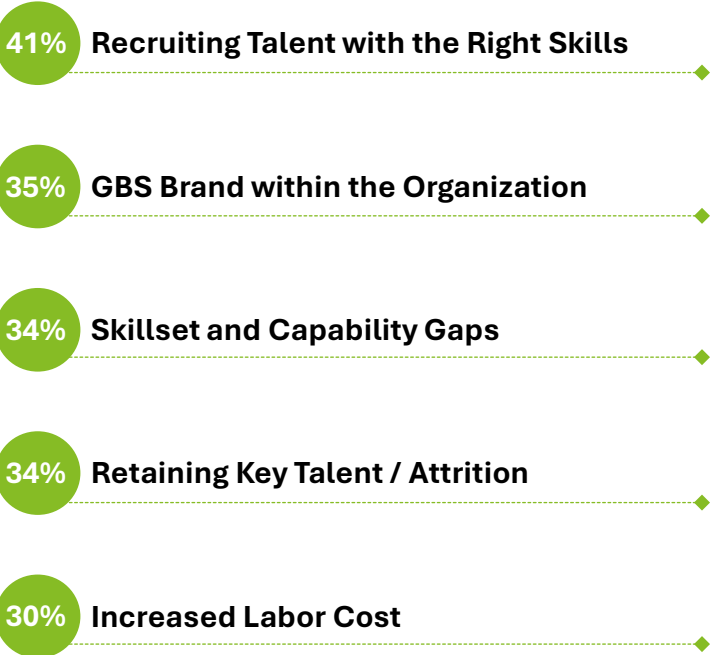 41% Recruiting Talent with the Right Skills
35% GBS Brand within the Organization
34% Skillset and Capability Gaps
34% Retaining Key Talent / Attrition
30% Increased Labor Cost